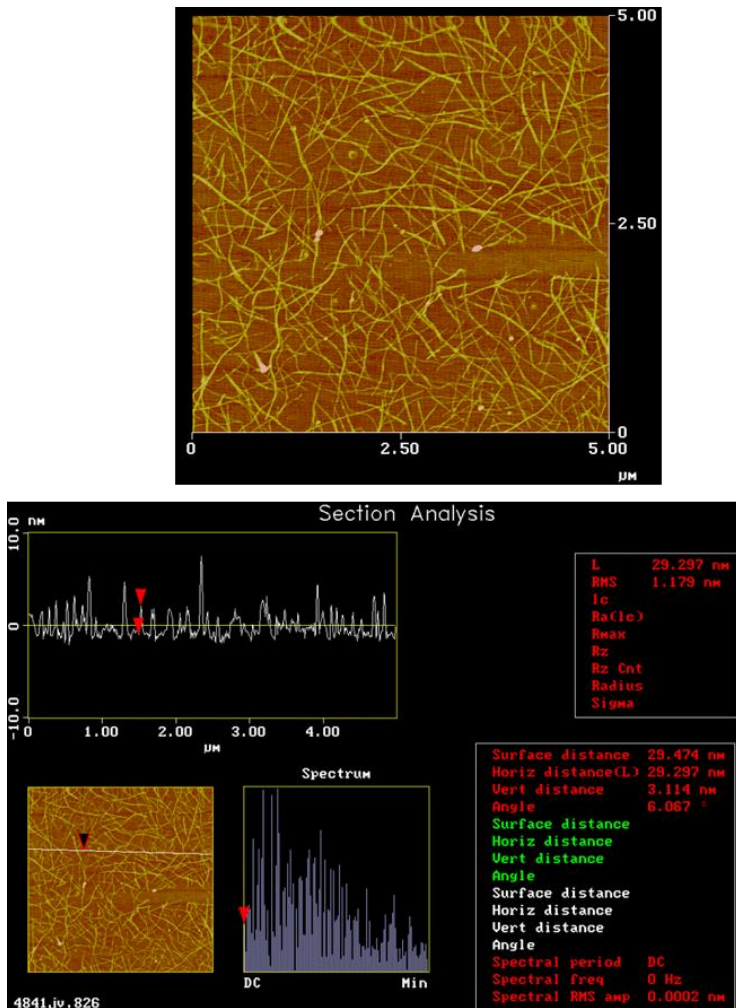 5.00
2.50
0
0 2.50 5.00
μM
Section Analysis
10.0 nM
0
-10.0
0 1.00 2.00 3.00 4.00
μM
L 29.297 nM
RMS 1.179 nM
lc
Ra(lc)
Rmax
Rz
Rz Cnt
Radius
Sigma
Surface distance 29.474 nM
Horiz distance(L) 29.297 nM
Vert distance 3.114 nM
Angle 6.067 °
Surface distance
Horiz distance
Vert distance
Angle
Surface distance
Horiz distance
Vert distance
Angle
Spectral period DC
Spectral freq 0 Hz
Spectral RMS amp 0.0002 nM
Spectrum
DC Min
4841.jv.826